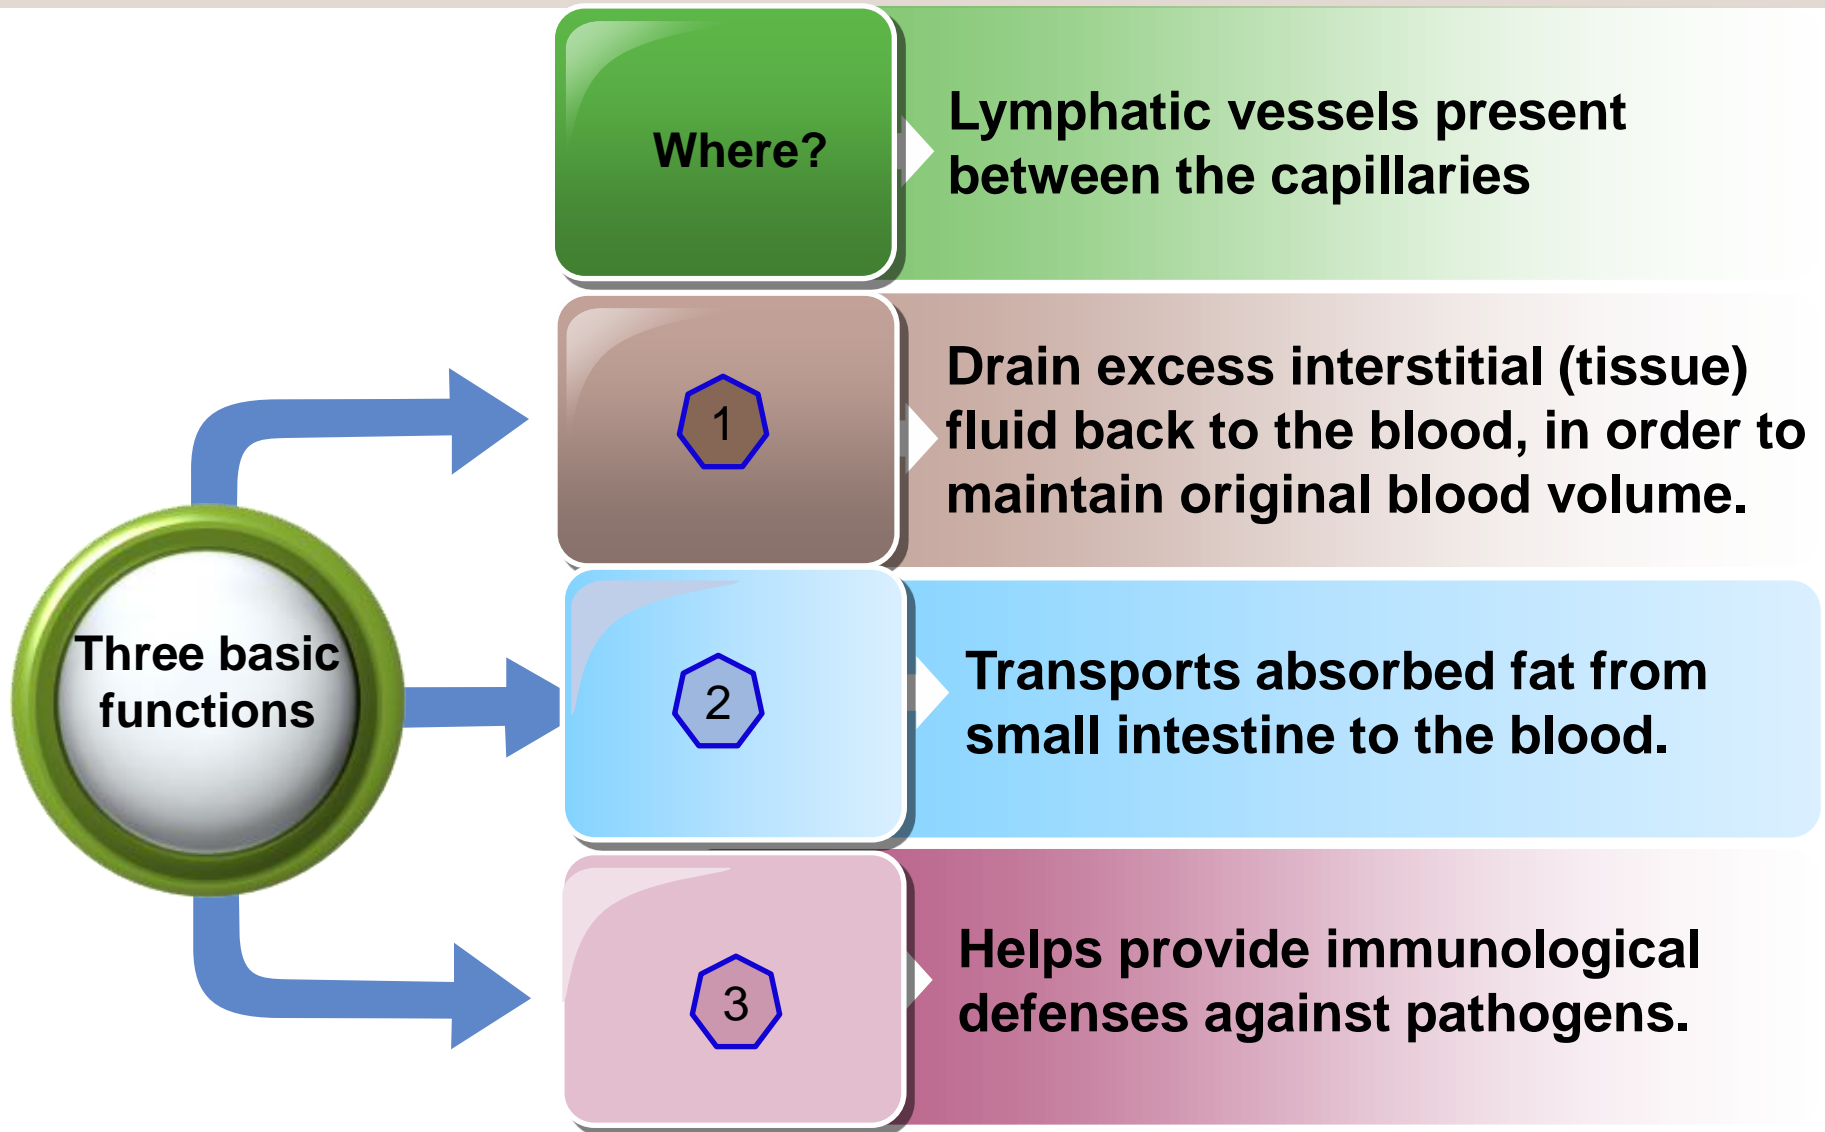 Where?
Lymphatic vessels present
between the capillaries
Three basic
functions
1
Drain excess interstitial (tissue)
fluid back to the blood, in order to
maintain original blood volume.
2
Transports absorbed fat from
small intestine to the blood.
3
Helps provide immunological
defenses against pathogens.